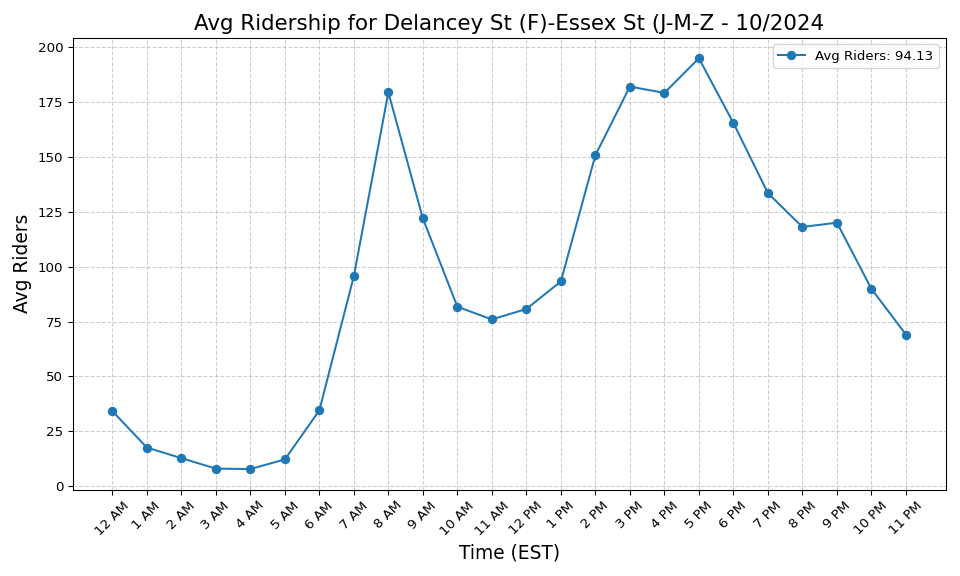 Avg Ridership for Delancey St (F)-Essex St (J-M-Z - 10/2024
Avg Riders: 94.13
Avg Riders
200
175
150
125
100
75
50
25
0
12 AM
1 AM
2 AM
3 AM
4 AM
5 AM
6 AM
7 AM
8 AM
9 AM
10 AM
11 AM
12 PM
1 PM
2 PM
3 PM
4 PM
5 PM
6 PM
7 PM
8 PM
9 PM
10 PM
11 PM
Time (EST)